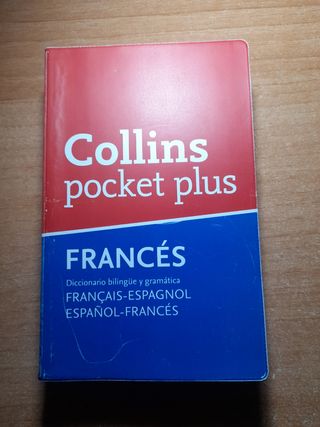 Collins
pocket plus
FRANCÉS
Diccionario bilingüe y gramática
FRANÇAIS-ESPAGNOL
ESPAÑOL-FRANCÉS